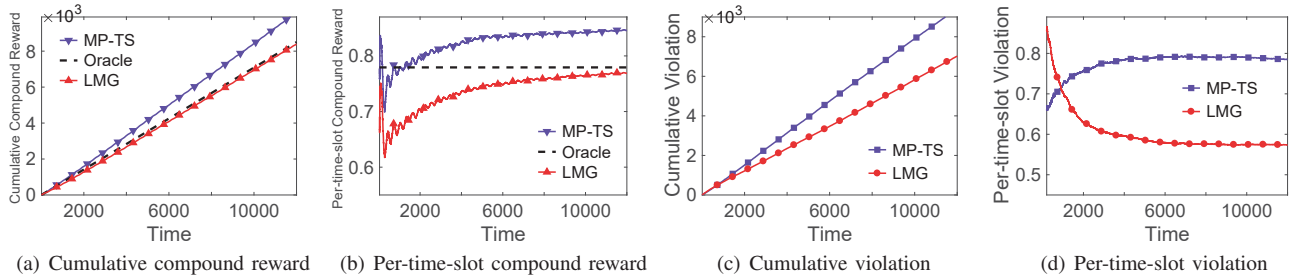 ×10³
Cumulative Compound Reward
8
6
4
2
0
MP-TS
Oracle
LMG
2000 6000 10000
Time
(a) Cumulative compound reward
Per-time-slot Compound Reward
0.8
0.7
0.6
MP-TS
Oracle
LMG
2000 6000 10000
Time
(b) Per-time-slot compound reward
×10³
Cumulative Violation
8
6
4
2
0
MP-TS
LMG
2000 6000 10000
Time
(c) Cumulative violation
Per-time-slot Violation
0.8
0.7
0.6
0.5
MP-TS
LMG
2000 6000 10000
Time
(d) Per-time-slot violation